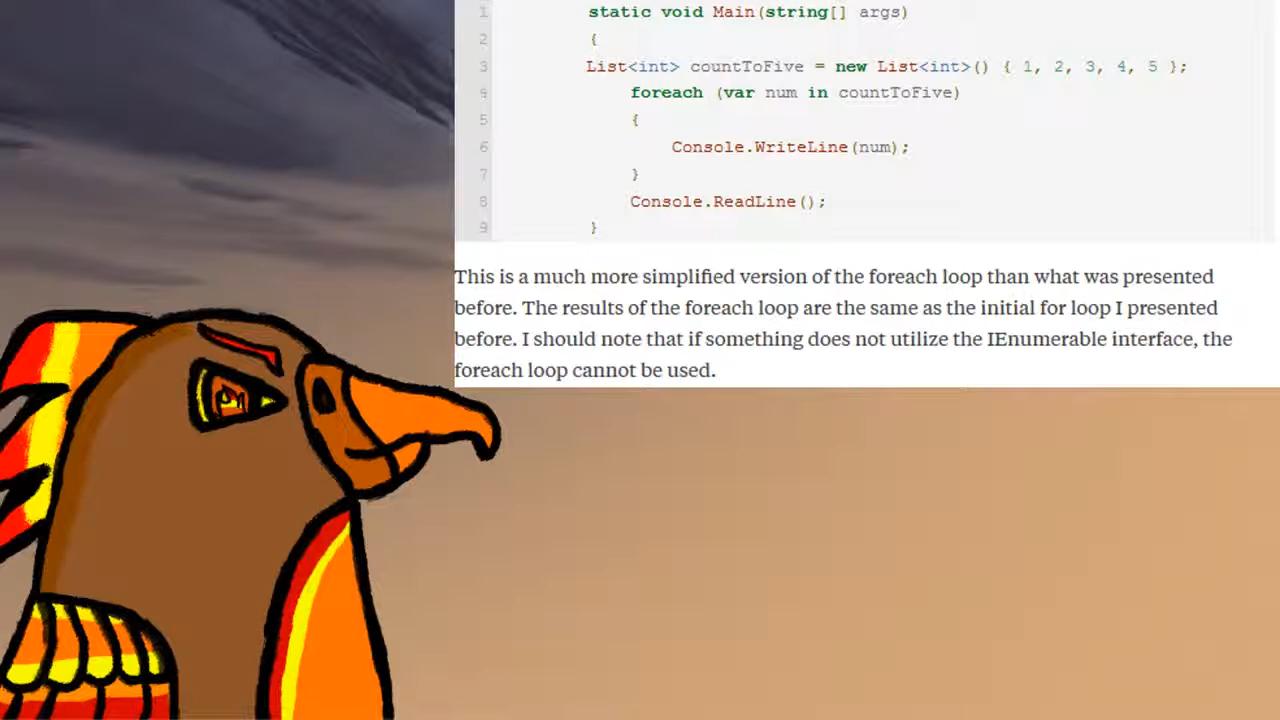 1 static void Main(string[] args)
2 {
3 List<int> countToFive = new List<int>() { 1, 2, 3, 4, 5 };
4 foreach (var num in countToFive)
5 {
6 Console.WriteLine(num);
7 }
8 Console.ReadLine();
9 }
This is a much more simplified version of the foreach loop than what was presented
before. The results of the foreach loop are the same as the initial for loop I presented
before. I should note that if something does not utilize the IEnumerable interface, the
foreach loop cannot be used.